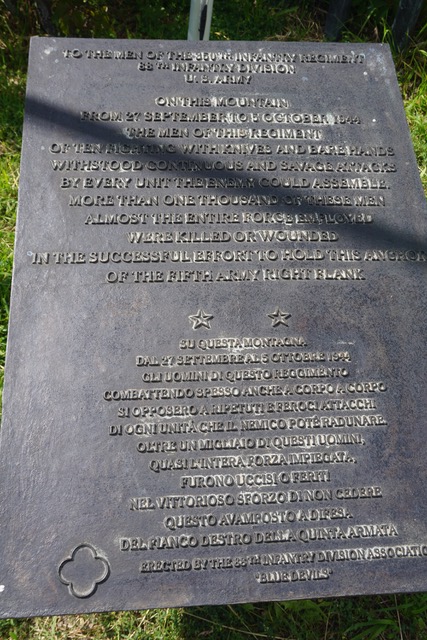 TO THE MEN OF THE 350TH INFANTRY REGIMENT
88TH INFANTRY DIVISION
U.S. ARMY
ON THIS MOUNTAIN
FROM 27 SEPTEMBER TO 5 OCTOBER 1944
THE MEN OF THIS REGIMENT
OFTEN FIGHTING WITH KNIVES AND BARE HANDS
WITHSTOOD CONTINUOUS AND SAVAGE ATTACKS
BY EVERY UNIT THE ENEMY COULD ASSEMBLE.
MORE THAN ONE THOUSAND OF THESE MEN
ALMOST THE ENTIRE FORCE EMPLOYED
WERE KILLED OR WOUNDED
IN THE SUCCESSFUL EFFORT TO HOLD THIS ANCHOR
OF THE FIFTH ARMY RIGHT FLANK
SU QUESTA MONTAGNA
DAL 27 SETTEMBRE AL 5 OTTOBRE 1944
GLI UOMINI DI QUESTO REGGIMENTO
COMBATTENDO SPESSO ANCHE A CORPO A CORPO
SI OPPOSERO A RIPETUTI E FEROCI ATTACCHI
DI OGNI UNITÀ CHE IL NEMICO POTÈ RADUNARE.
OLTRE UN MIGLIAIO DI QUESTI UOMINI,
QUASI L'INTERA FORZA IMPIEGATA,
FURONO UCCISI O FERITI
NEL VITTORIOSO SFORZO DI NON CEDERE
QUESTO AVAMPOSTO A DIFESA
DEL FIANCO DESTRO DELLA QUINTA ARMATA
ERECTED BY THE 88TH INFANTRY DIVISION ASSOCIATIO
"BLUE DEVILS"